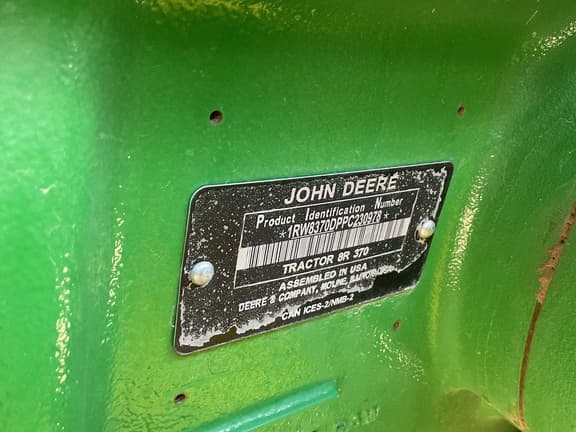 JOHN DEERE
Product Identification Number
*1RW8370DPPC230978*
TRACTOR 8R 370
ASSEMBLED IN USA
DEERE & COMPANY, MOLINE, ILLINOIS
CAN ICES-2/NMB-2